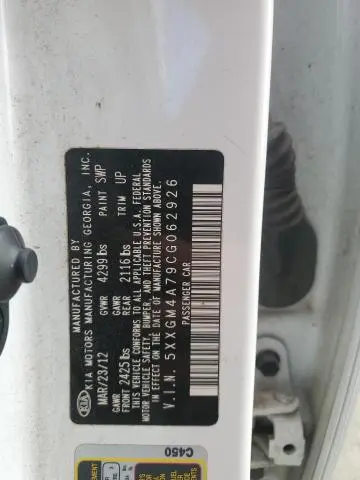 MANUFACTURED BY
KIA KIA MOTORS MANUFACTURING GEORGIA, INC.
MAR/23/12 GVWR 4299lbs PAINT SWP
GAWR FRONT 2425lbs GAWR REAR 2116lbs TRIM UP
THIS VEHICLE CONFORMS TO ALL APPLICABLE U.S.A. FEDERAL
MOTOR VEHICLE SAFETY, BUMPER, AND THEFT PREVENTION STANDARDS
IN EFFECT ON THE DATE OF MANUFACTURE SHOWN ABOVE.
V.I.N. 5XXGM4A79CG062926
PASSENGER CAR
C450